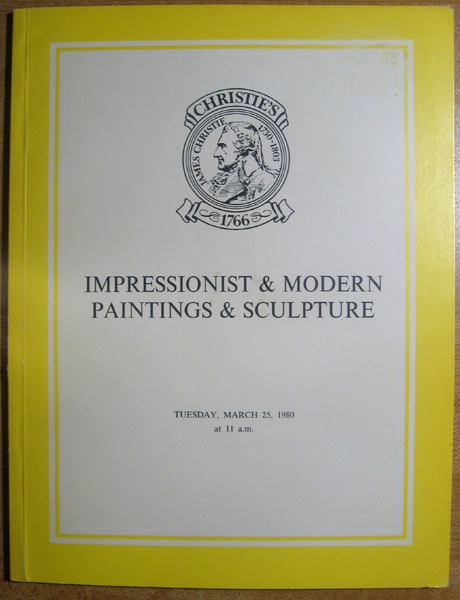 CHRISTIE'S
JAMES CHRISTIE 1730-1803
1766
IMPRESSIONIST & MODERN
PAINTINGS & SCULPTURE
TUESDAY, MARCH 25, 1980
at 11 a.m.